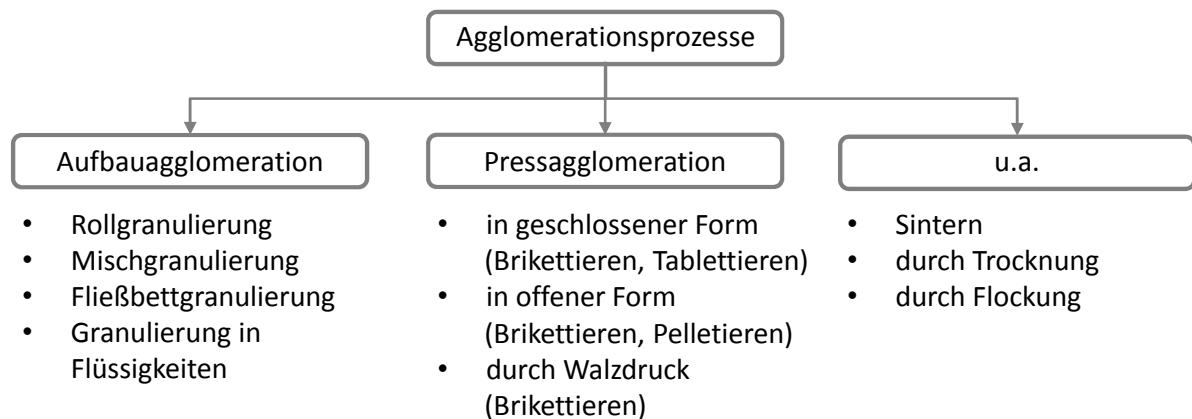 Agglomerationsprozesse
Aufbauagglomeration
• Rollgranulierung
• Mischgranulierung
• Fließbettgranulierung
• Granulierung in
Flüssigkeiten
Pressagglomeration
• in geschlossener Form
(Brikettieren, Tablettieren)
• in offener Form
(Brikettieren, Pelletieren)
• durch Walzdruck
(Brikettieren)
u.a.
• Sintern
• durch Trocknung
• durch Flockung